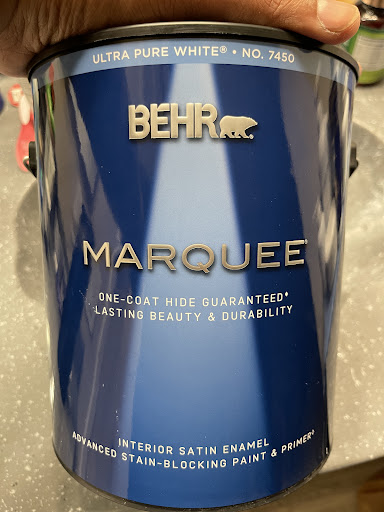 ULTRA PURE WHITE® • NO. 7450
BEHR
MARQUEE®
ONE-COAT HIDE GUARANTEED◊
LASTING BEAUTY & DURABILITY
INTERIOR SATIN ENAMEL
ADVANCED STAIN-BLOCKING PAINT & PRIMER◊